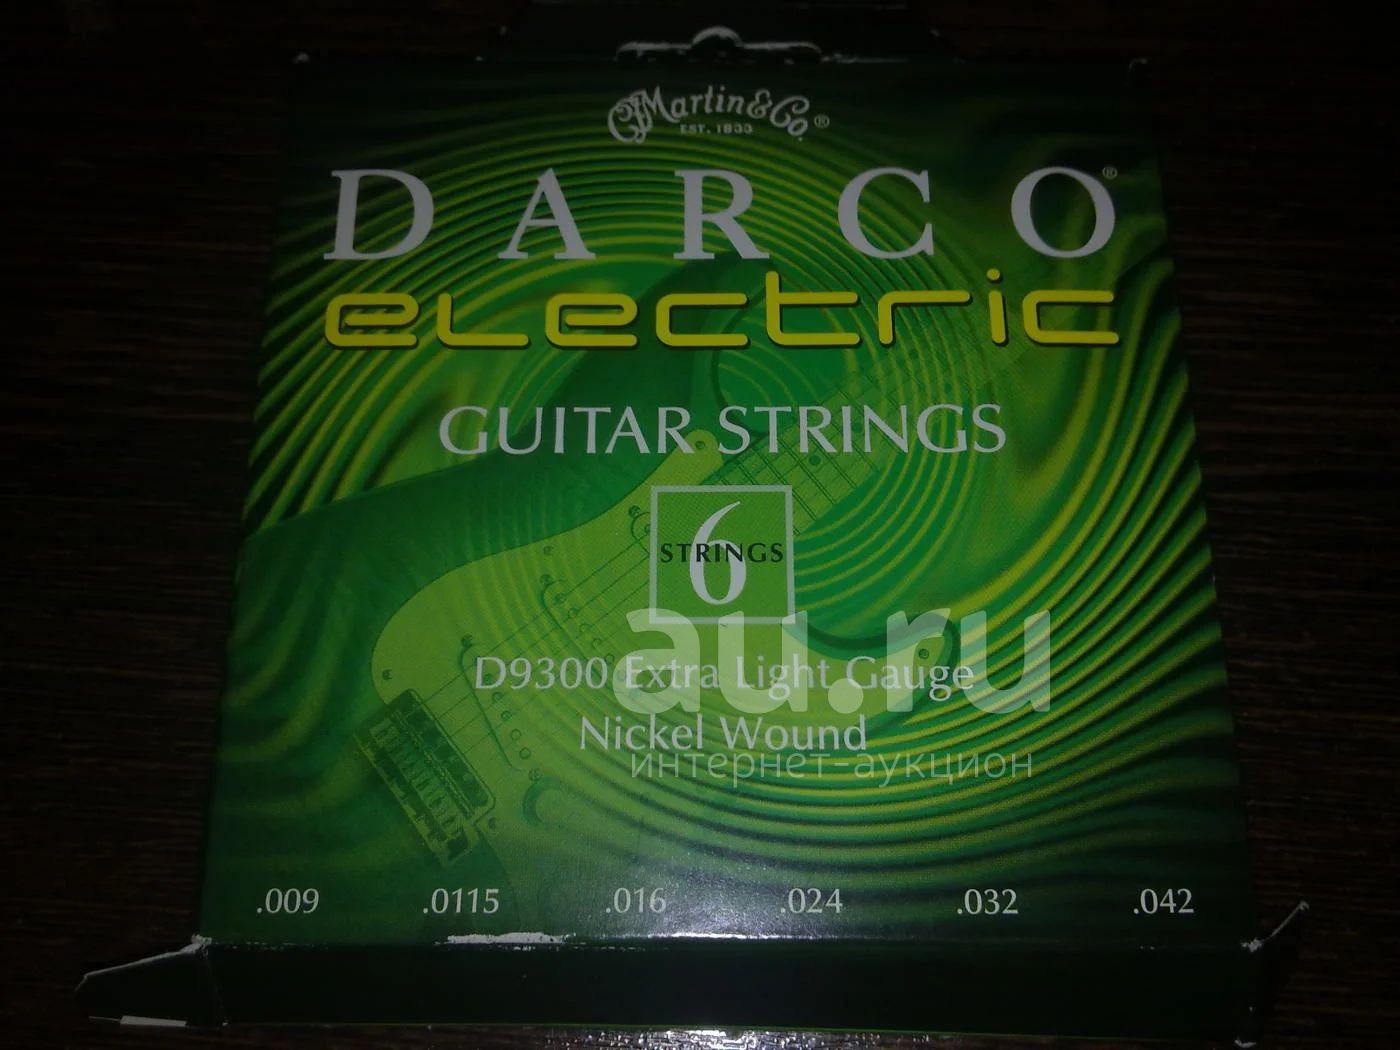 CFMartin&Co.®
EST. 1833
DARCO®
electric
GUITAR STRINGS
6
STRINGS
au.ru
D9300 Extra Light Gauge
Nickel Wound
интернет-аукцион
.009 .0115 .016 .024 .032 .042